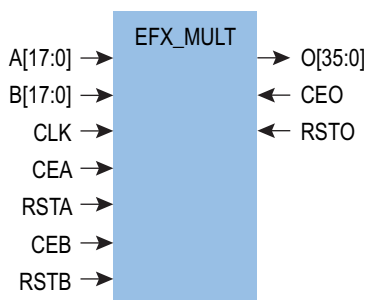 EFX_MULT
A[17:0]
B[17:0]
CLK
CEA
RSTA
CEB
RSTB
O[35:0]
CEO
RSTO